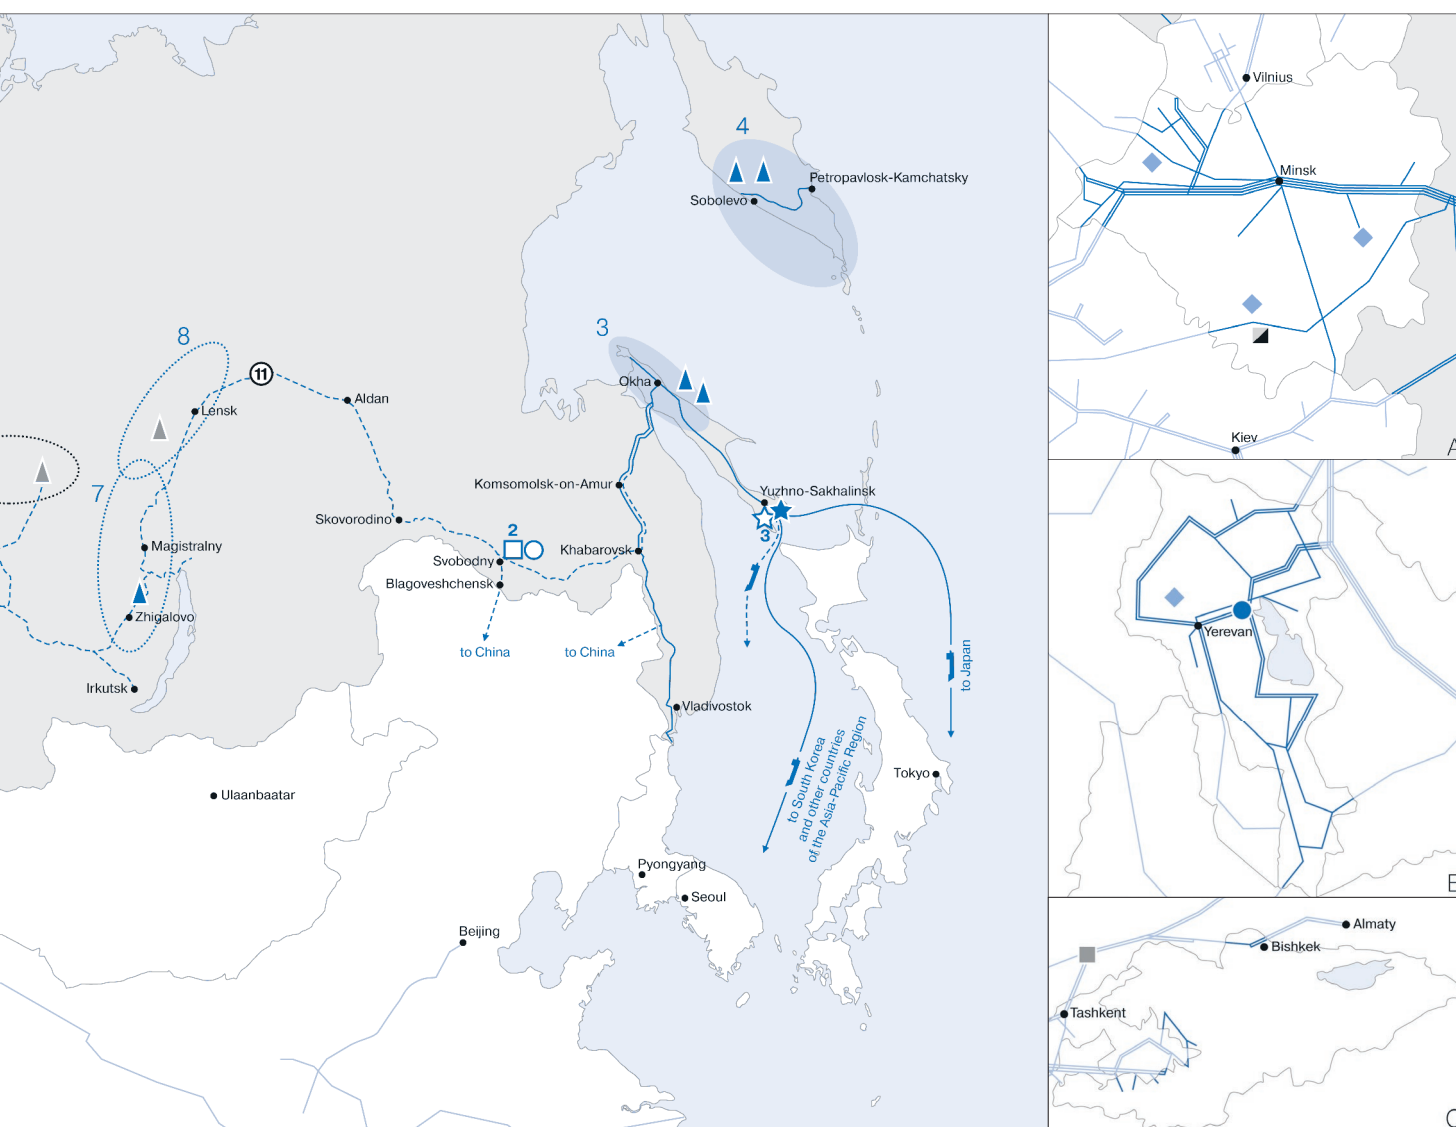 4
Petropavlosk-Kamchatsky
Sobolevo
3
Okha
8
11
Lensk
Aldan
7
Komsomolsk-on-Amur
Yuzhno-Sakhalinsk
3
Skovorodino
2
Magistralny
Svobodny
Khabarovsk
Blagoveshchensk
Zhigalovo
to China
to China
to Japan
Irkutsk
Vladivostok
to South Korea
and other countries
of the Asia-Pacific Region
Tokyo
Ulaanbaatar
Pyongyang
Seoul
Beijing
Vilnius
Minsk
Kiev
Yerevan
Almaty
Bishkek
Tashkent